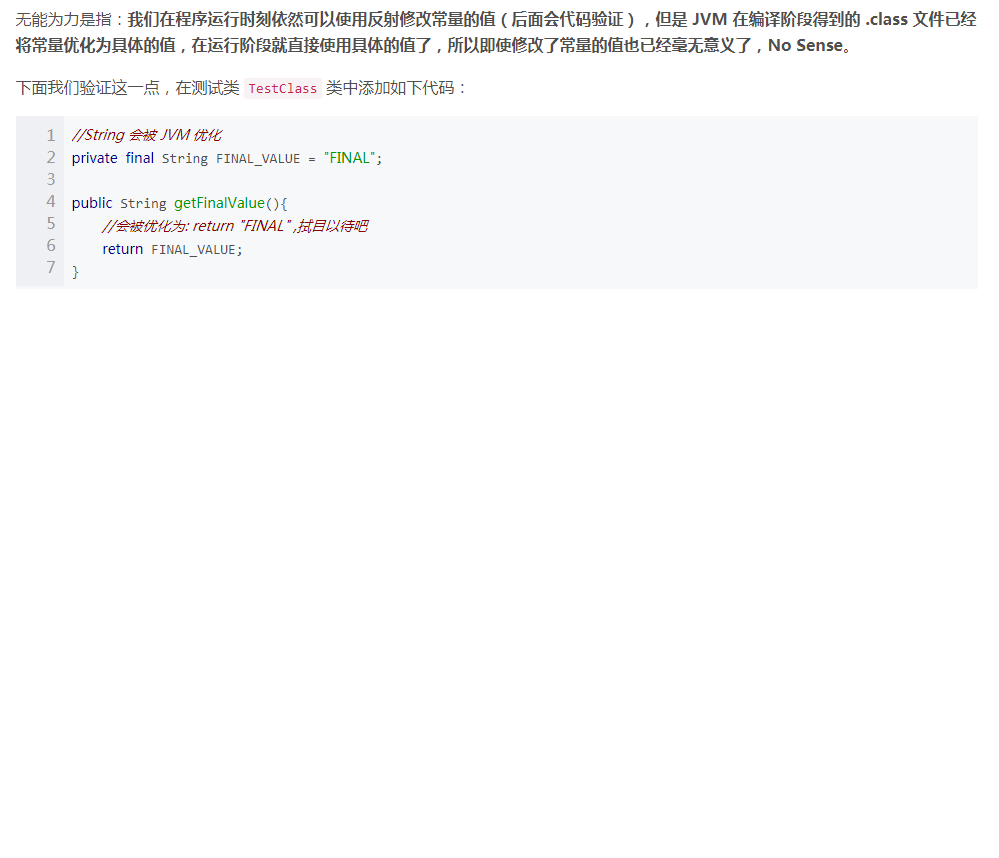 无能为力是指：我们在程序运行时刻依然可以使用反射修改常量的值（后面会代码验证），但是 JVM 在编译阶段得到的 .class 文件已经
将常量优化为具体的值，在运行阶段就直接使用具体的值了，所以即使修改了常量的值也已经毫无意义了，No Sense。
下面我们验证这一点，在测试类 TestClass 类中添加如下代码：
1 //String 会被 JVM 优化
2 private final String FINAL_VALUE = "FINAL";
3
4 public String getFinalValue(){
5 //会被优化为: return "FINAL" ,拭目以待吧
6 return FINAL_VALUE;
7 }